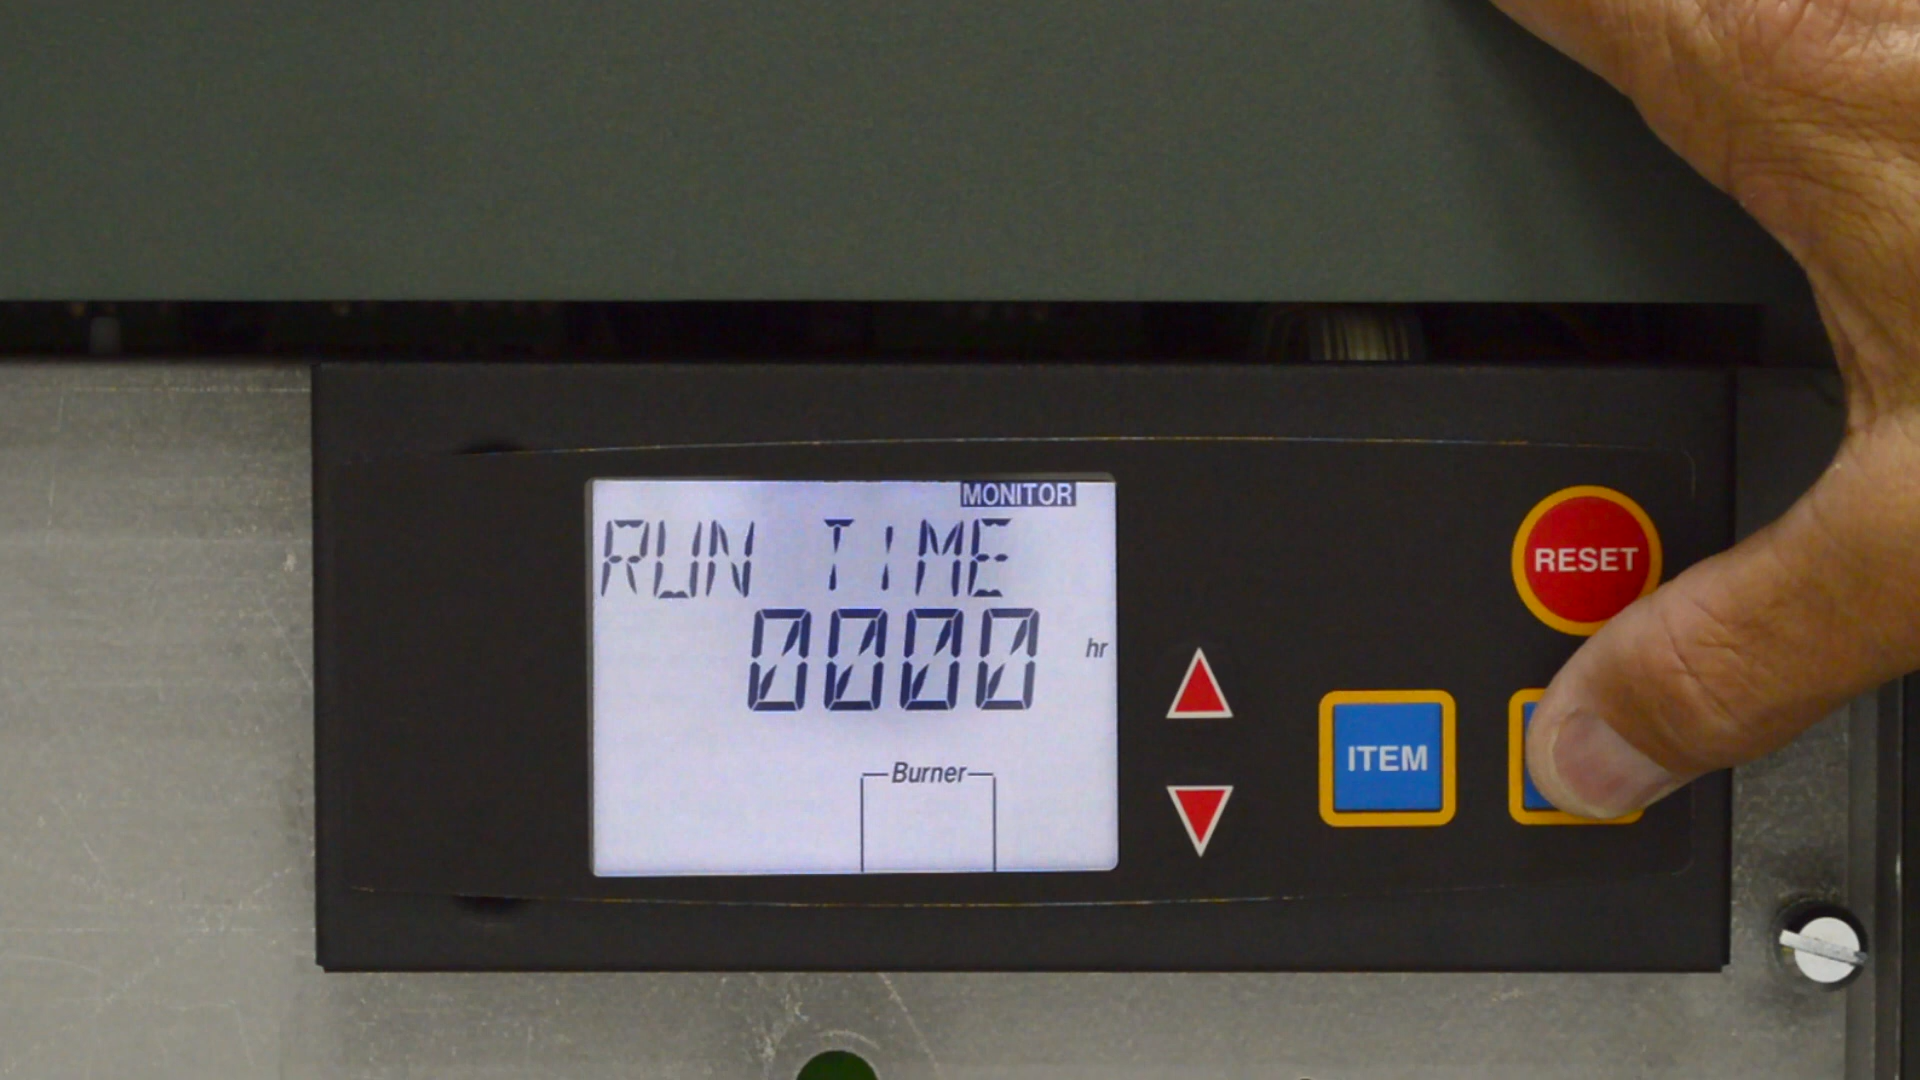 MONITOR
RUN TIME
0000 hr
Burner
RESET
ITEM